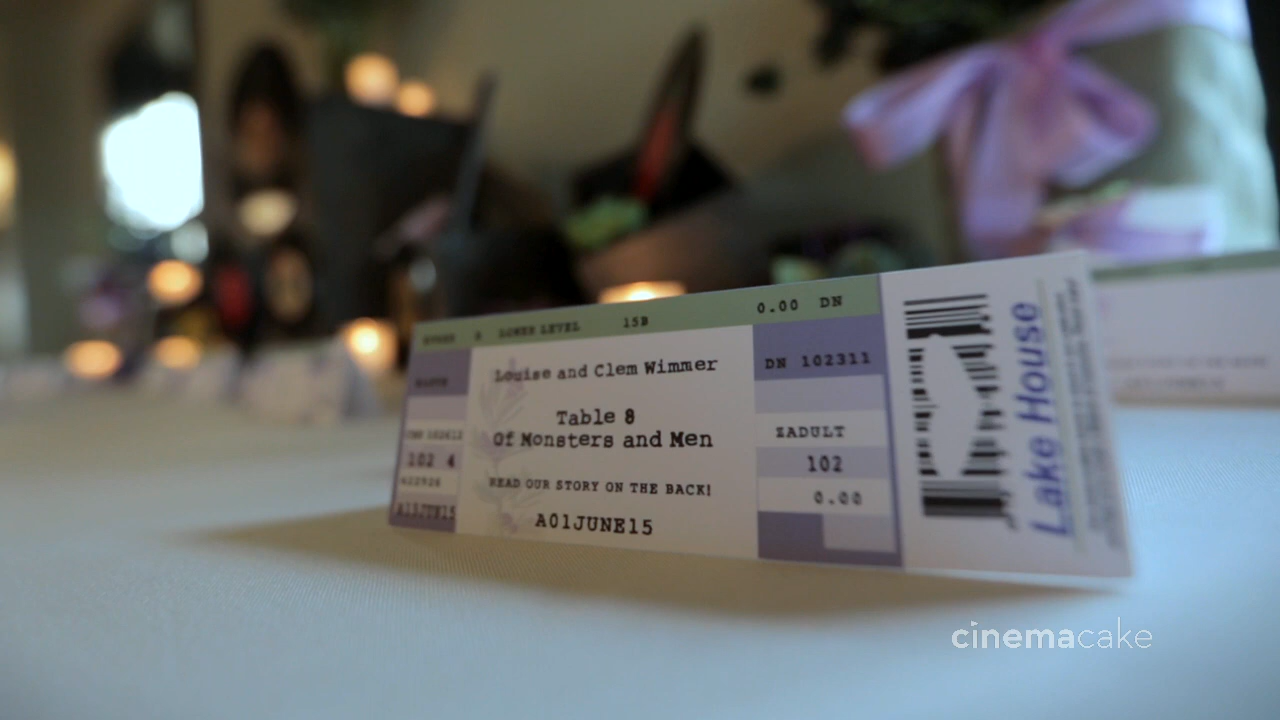 LOWER LEVEL 15B 0.00 DN
Louise and Clem Wimmer
Table 8
Of Monsters and Men
READ OUR STORY ON THE BACK!
A01JUNE15
102 4
A13JUN15
DN 102311
ZADULT
102
0.00
Lake House
cinemacake